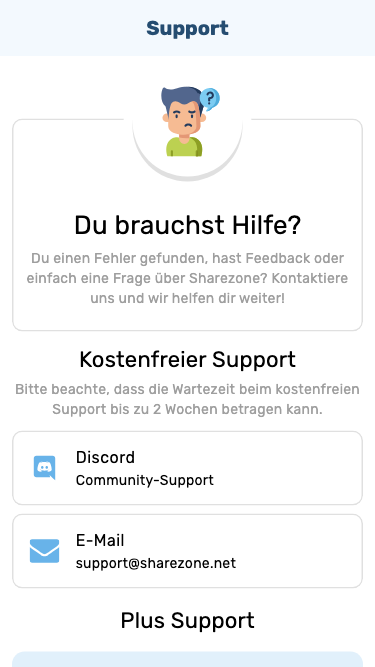 Support
?
Du brauchst Hilfe?
Du einen Fehler gefunden, hast Feedback oder
einfach eine Frage über Sharezone? Kontaktiere
uns und wir helfen dir weiter!
Kostenfreier Support
Bitte beachte, dass die Wartezeit beim kostenfreien
Support bis zu 2 Wochen betragen kann.
Discord
Community-Support
E-Mail
support@sharezone.net
Plus Support